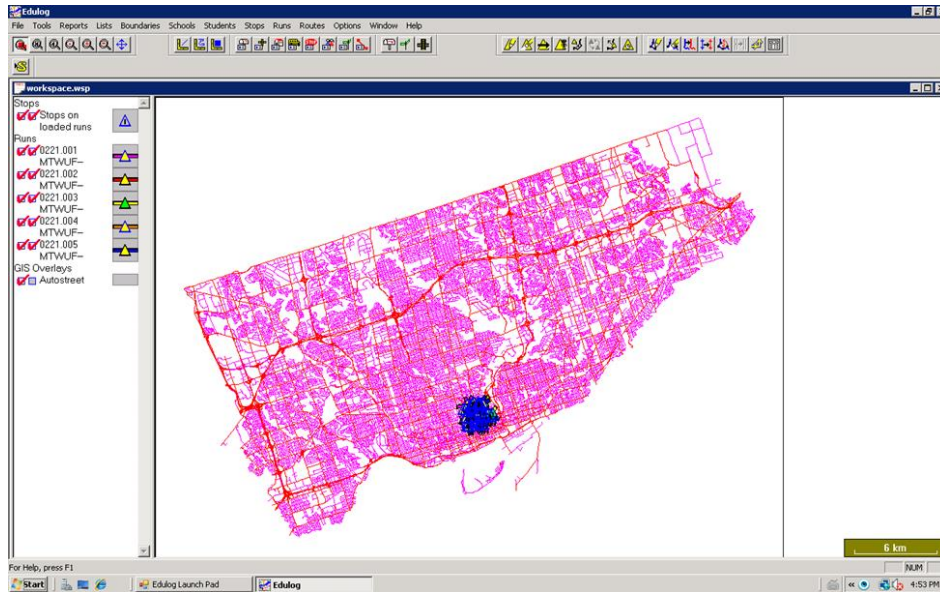 Edulog
File Tools Reports Lists Boundaries Schools Students Stops Runs Routes Options Window Help
workspace.wsp
Stops
Stops on
loaded runs
Runs
0221.001
MTWUF-
0221.002
MTWUF-
0221.003
MTWUF-
0221.004
MTWUF-
0221.005
MTWUF-
GIS Overlays
Autostreet
6 km
For Help, press F1
NUM
Start
Edulog Launch Pad
Edulog
4:53 PM